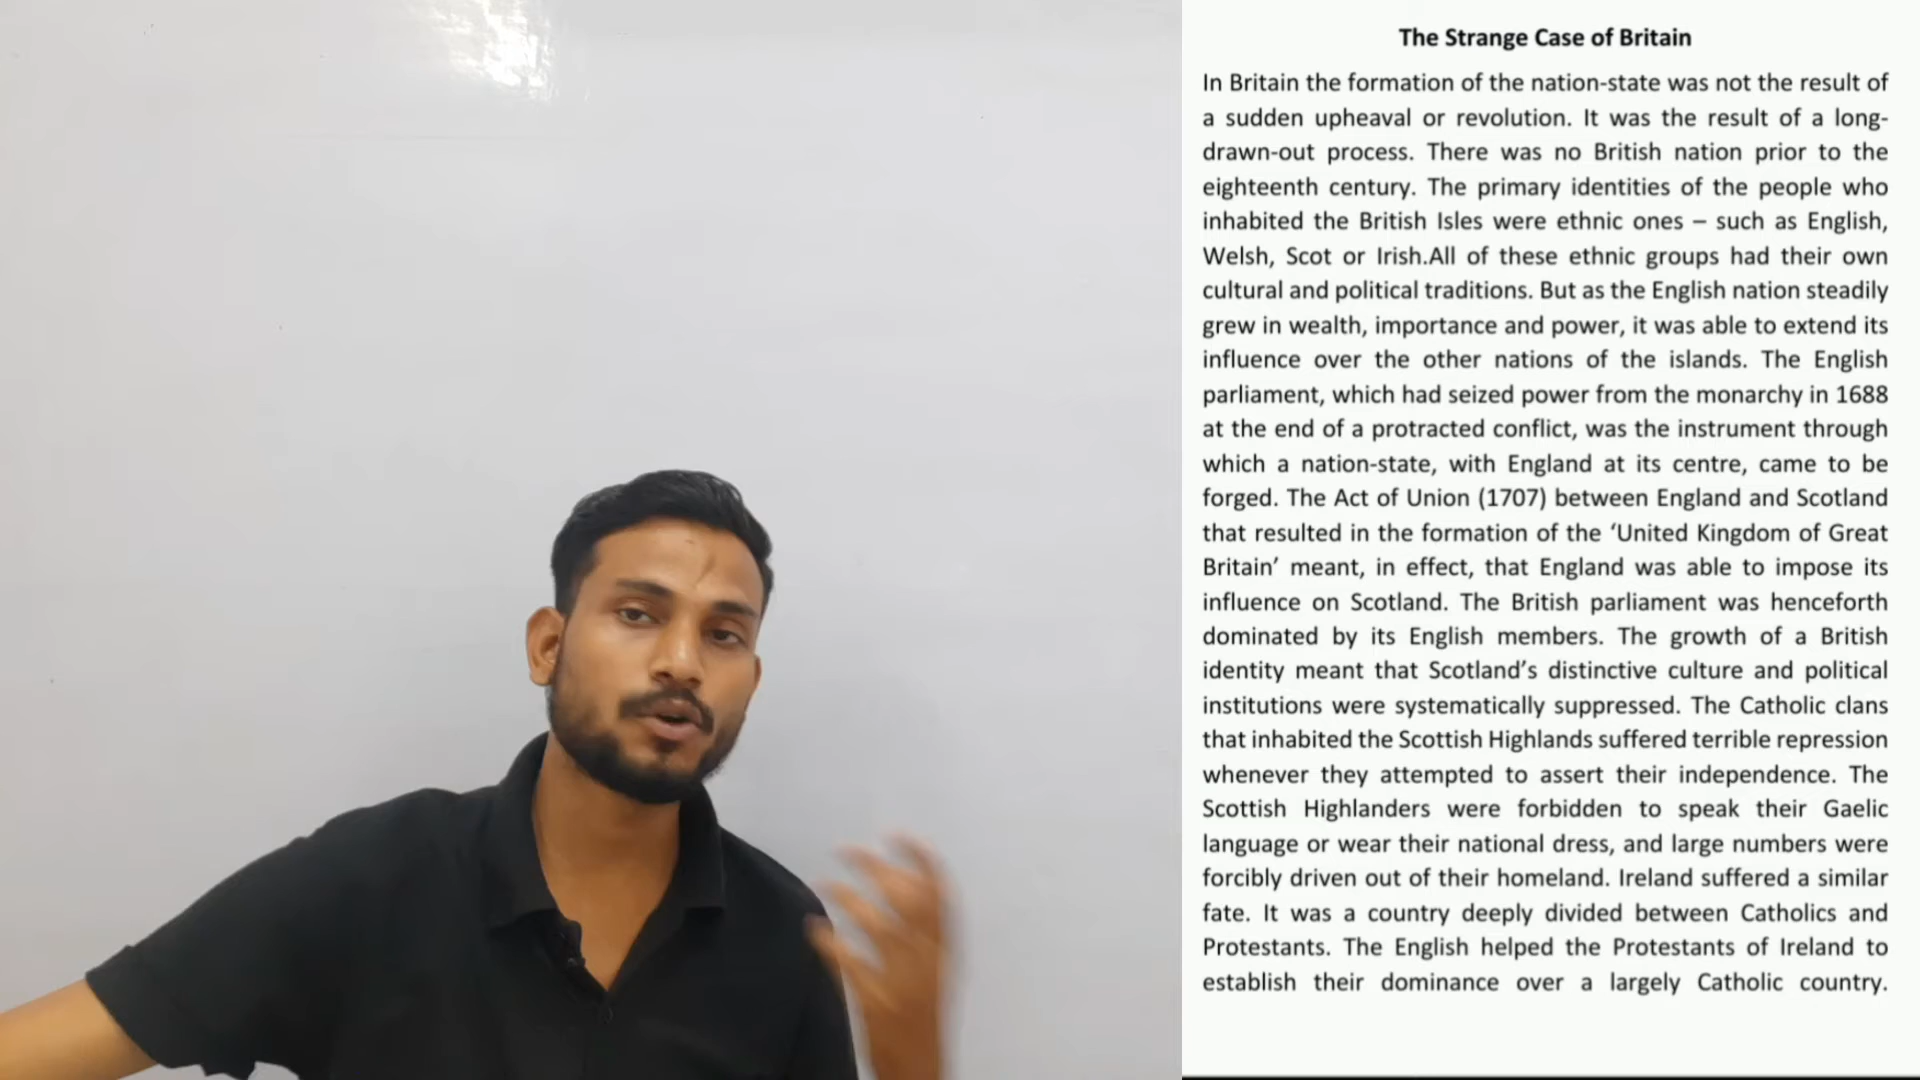 The Strange Case of Britain
In Britain the formation of the nation-state was not the result of
a sudden upheaval or revolution. It was the result of a long-
drawn-out process. There was no British nation prior to the
eighteenth century. The primary identities of the people who
inhabited the British Isles were ethnic ones – such as English,
Welsh, Scot or Irish.All of these ethnic groups had their own
cultural and political traditions. But as the English nation steadily
grew in wealth, importance and power, it was able to extend its
influence over the other nations of the islands. The English
parliament, which had seized power from the monarchy in 1688
at the end of a protracted conflict, was the instrument through
which a nation-state, with England at its centre, came to be
forged. The Act of Union (1707) between England and Scotland
that resulted in the formation of the ‘United Kingdom of Great
Britain’ meant, in effect, that England was able to impose its
influence on Scotland. The British parliament was henceforth
dominated by its English members. The growth of a British
identity meant that Scotland’s distinctive culture and political
institutions were systematically suppressed. The Catholic clans
that inhabited the Scottish Highlands suffered terrible repression
whenever they attempted to assert their independence. The
Scottish Highlanders were forbidden to speak their Gaelic
language or wear their national dress, and large numbers were
forcibly driven out of their homeland. Ireland suffered a similar
fate. It was a country deeply divided between Catholics and
Protestants. The English helped the Protestants of Ireland to
establish their dominance over a largely Catholic country.